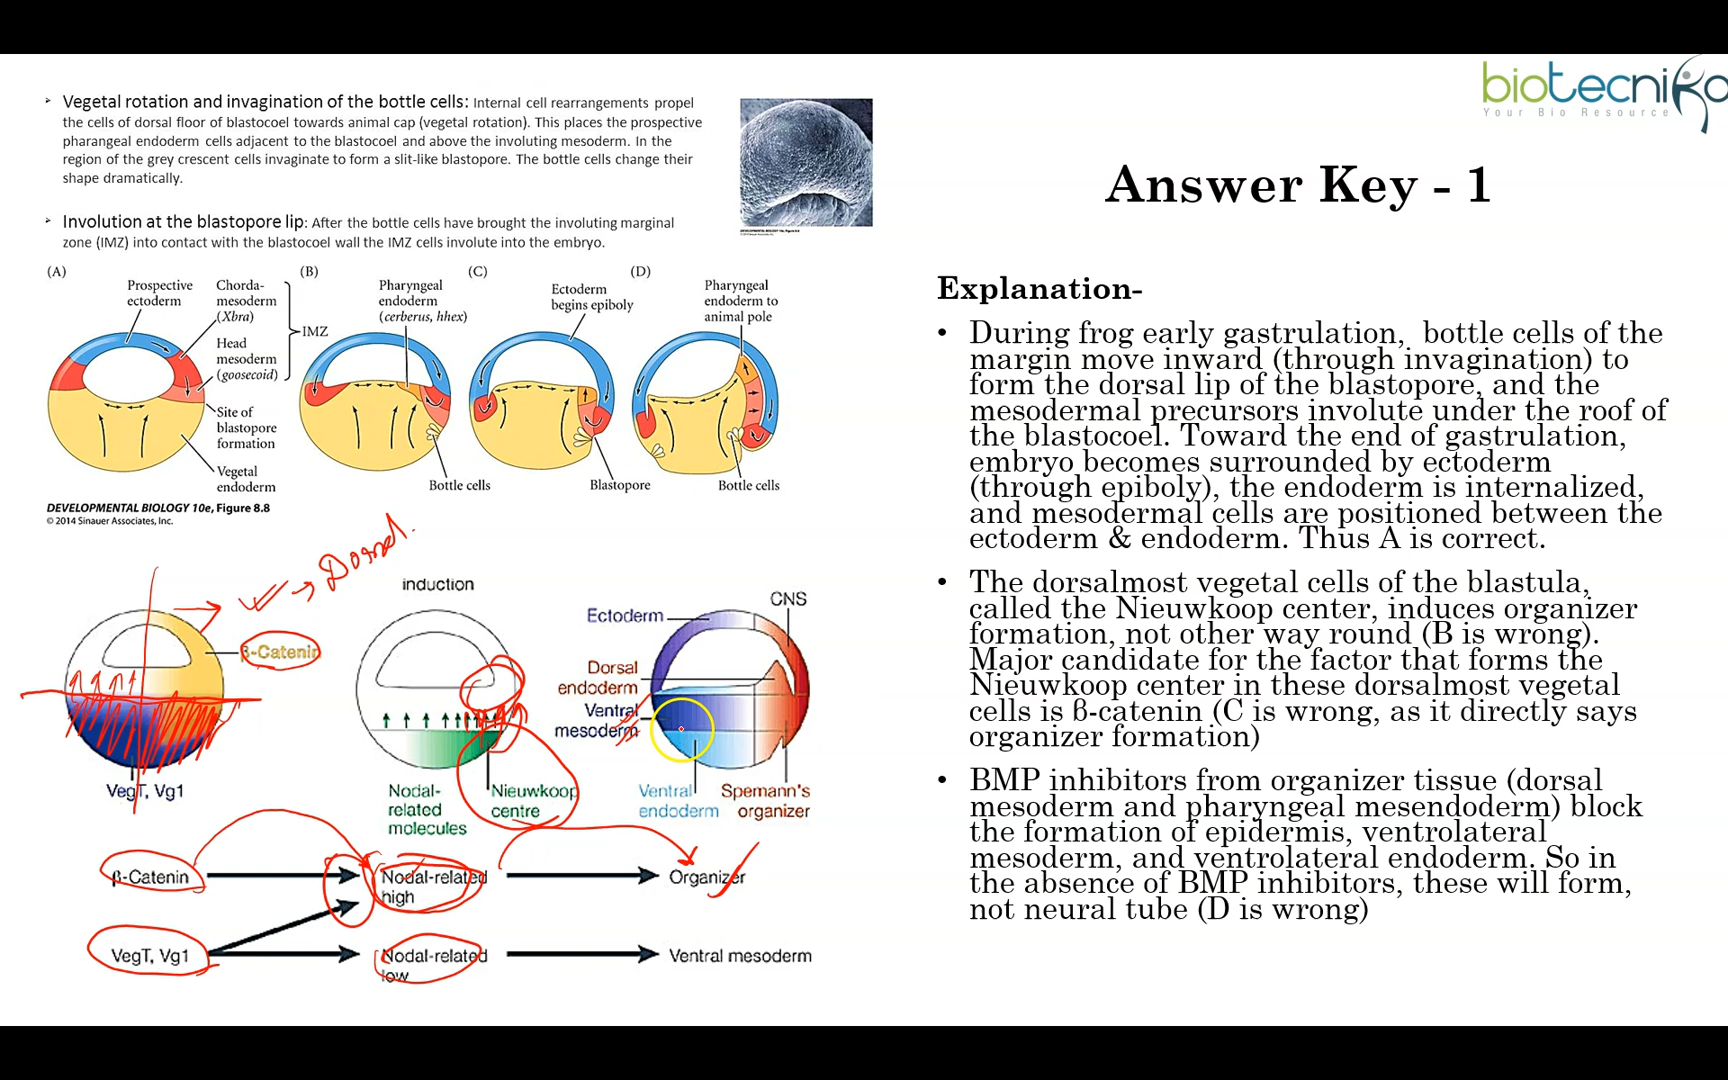 biotecnika
Your Bio Resource
Vegetal rotation and invagination of the bottle cells: Internal cell rearrangements propel
the cells of dorsal floor of blastocoel towards animal cap (vegetal rotation). This places the prospective
pharyngeal endoderm cells adjacent to the blastocoel and above the involuting mesoderm. In the
region of the grey crescent cells invaginate to form a slit-like blastopore. The bottle cells change their
shape dramatically.
Involution at the blastopore lip: After the bottle cells have brought the involuting marginal
zone (IMZ) into contact with the blastocoel wall the IMZ cells involute into the embryo.
(A)
Prospective
ectoderm
Chorda-
mesoderm
(Xbra)
Head
mesoderm
(goosecoid)
IMZ
Site of
blastopore
formation
Vegetal
endoderm
(B)
Pharyngeal
endoderm
(cerberus, hhex)
Bottle cells
(C)
Ectoderm
begins epiboly
Blastopore
(D)
Pharyngeal
endoderm to
animal pole
Bottle cells
DEVELOPMENTAL BIOLOGY 10e, Figure 8.8
© 2014 Sinauer Associates, Inc.
Dorsal.
β-Catenin
VegT, Vg1
induction
Nodal-
related
molecules
Nieuwkoop
centre
Ectoderm
CNS
Dorsal
endoderm
Ventral
mesoderm
Ventral
endoderm
Spemann's
organizer
β-Catenin
Nodal-related
high
Organizer
VegT, Vg1
Nodal-related
low
Ventral mesoderm
Answer Key - 1
Explanation-
• During frog early gastrulation, bottle cells of the
margin move inward (through invagination) to
form the dorsal lip of the blastopore, and the
mesodermal precursors involute under the roof of
the blastocoel. Toward the end of gastrulation,
embryo becomes surrounded by ectoderm
(through epiboly), the endoderm is internalized,
and mesodermal cells are positioned between the
ectoderm & endoderm. Thus A is correct.
• The dorsalmost vegetal cells of the blastula,
called the Nieuwkoop center, induces organizer
formation, not other way round (B is wrong).
Major candidate for the factor that forms the
Nieuwkoop center in these dorsalmost vegetal
cells is ß-catenin (C is wrong, as it directly says
organizer formation)
• BMP inhibitors from organizer tissue (dorsal
mesoderm and pharyngeal mesendoderm) block
the formation of epidermis, ventrolateral
mesoderm, and ventrolateral endoderm. So in
the absence of BMP inhibitors, these will form,
not neural tube (D is wrong)